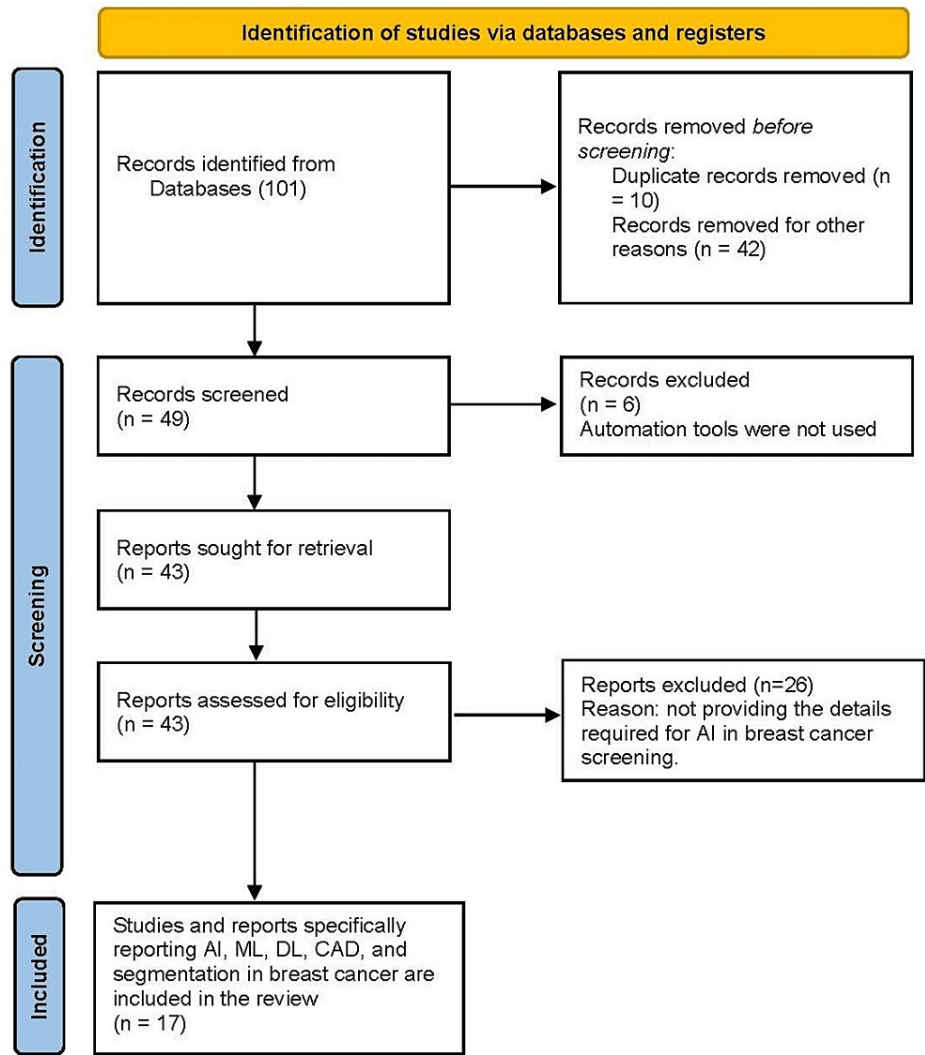 Identification of studies via databases and registers
Identification
Records identified from
Databases (101)
Records removed before
screening:
Duplicate records removed (n
= 10)
Records removed for other
reasons (n = 42)
Screening
Records screened
(n = 49)
Records excluded
(n = 6)
Automation tools were not used
Reports sought for retrieval
(n = 43)
Reports assessed for eligibility
(n = 43)
Reports excluded (n=26)
Reason: not providing the details
required for AI in breast cancer
screening.
Included
Studies and reports specifically
reporting AI, ML, DL, CAD, and
segmentation in breast cancer are
included in the review
(n = 17)